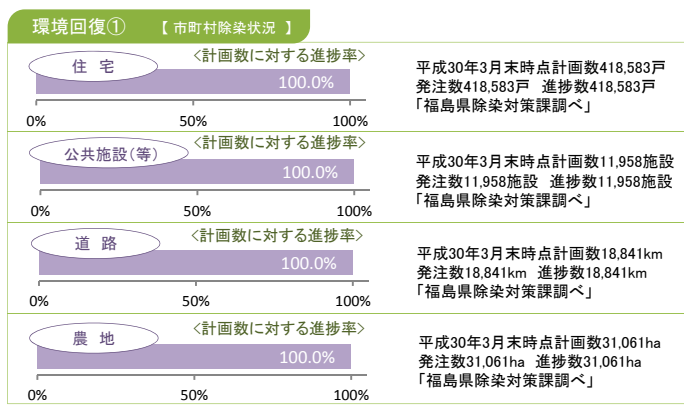 環境回復① 【 市町村除染状況 】
住 宅
<計画数に対する進捗率>
100.0%
0% 50% 100%
平成30年3月末時点計画数418,583戸
発注数418,583戸 進捗数418,583戸
「福島県除染対策課調べ」
公共施設(等)
<計画数に対する進捗率>
100.0%
0% 50% 100%
平成30年3月末時点計画数11,958施設
発注数11,958施設 進捗数11,958施設
「福島県除染対策課調べ」
道 路
<計画数に対する進捗率>
100.0%
0% 50% 100%
平成30年3月末時点計画数18,841km
発注数18,841km 進捗数18,841km
「福島県除染対策課調べ」
農 地
<計画数に対する進捗率>
100.0%
0% 50% 100%
平成30年3月末時点計画数31,061ha
発注数31,061ha 進捗数31,061ha
「福島県除染対策課調べ」